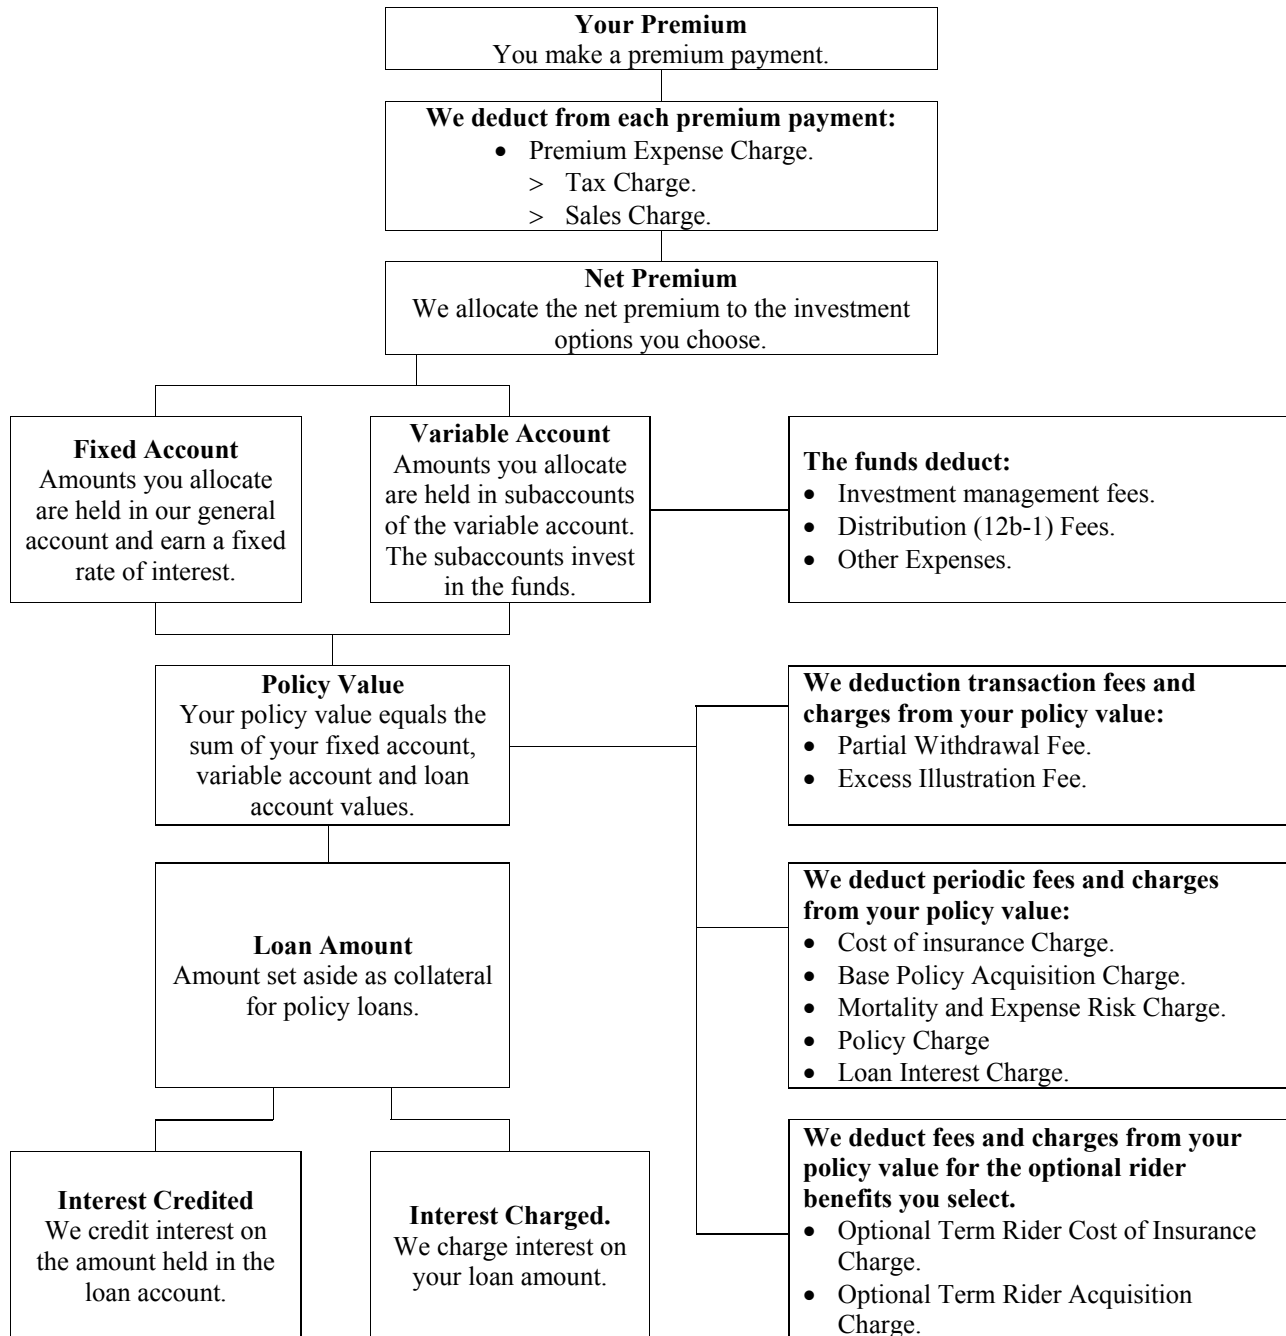 Your Premium
You make a premium payment.
We deduct from each premium payment:
• Premium Expense Charge.
> Tax Charge.
> Sales Charge.
Net Premium
We allocate the net premium to the investment
options you choose.
Fixed Account
Amounts you allocate
are held in our general
account and earn a fixed
rate of interest.
Variable Account
Amounts you allocate
are held in subaccounts
of the variable account.
The subaccounts invest
in the funds.
The funds deduct:
• Investment management fees.
• Distribution (12b-1) Fees.
• Other Expenses.
Policy Value
Your policy value equals the
sum of your fixed account,
variable account and loan
account values.
We deduction transaction fees and
charges from your policy value:
• Partial Withdrawal Fee.
• Excess Illustration Fee.
Loan Amount
Amount set aside as collateral
for policy loans.
We deduct periodic fees and charges
from your policy value:
• Cost of insurance Charge.
• Base Policy Acquisition Charge.
• Mortality and Expense Risk Charge.
• Policy Charge
• Loan Interest Charge.
Interest Credited
We credit interest on
the amount held in the
loan account.
Interest Charged.
We charge interest on
your loan amount.
We deduct fees and charges from your
policy value for the optional rider
benefits you select.
• Optional Term Rider Cost of Insurance
Charge.
• Optional Term Rider Acquisition
Charge.